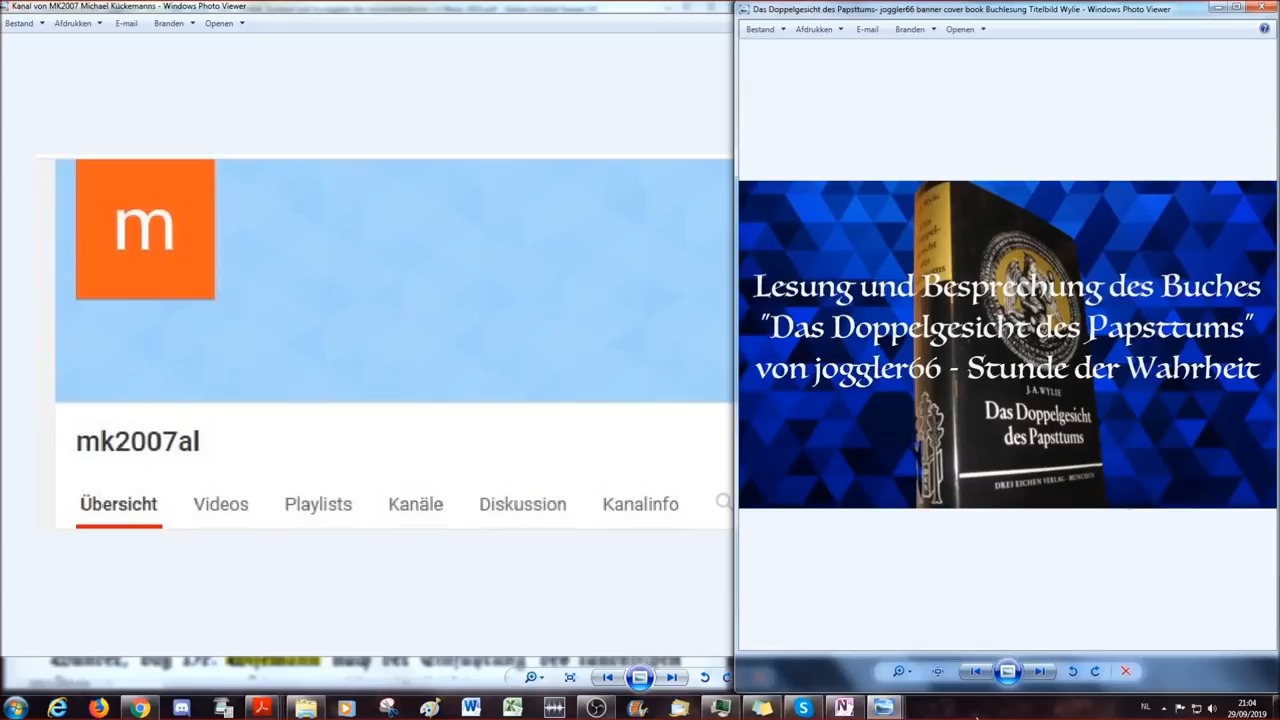 Kanal von MK2007 Michael Kückemanns - Windows Photo Viewer
Bestand Afdrukken E-mail Branden Openen
m
mk2007al
Übersicht Videos Playlists Kanäle Diskussion Kanalinfo
Das Doppelgesicht des Papsttums- joggler66 banner cover book Buchlesung Titelbild Wylie - Windows Photo Viewer
Bestand Afdrukken E-mail Branden Openen
Lesung und Besprechung des Buches
"Das Doppelgesicht des Papsttums"
von joggler66 - Stunde der Wahrheit
J.A. WYLIE
Das Doppelgesicht
des Papsttums
DREI EICHEN VERLAG · MÜNCHEN
NL
21:04
29/09/2019